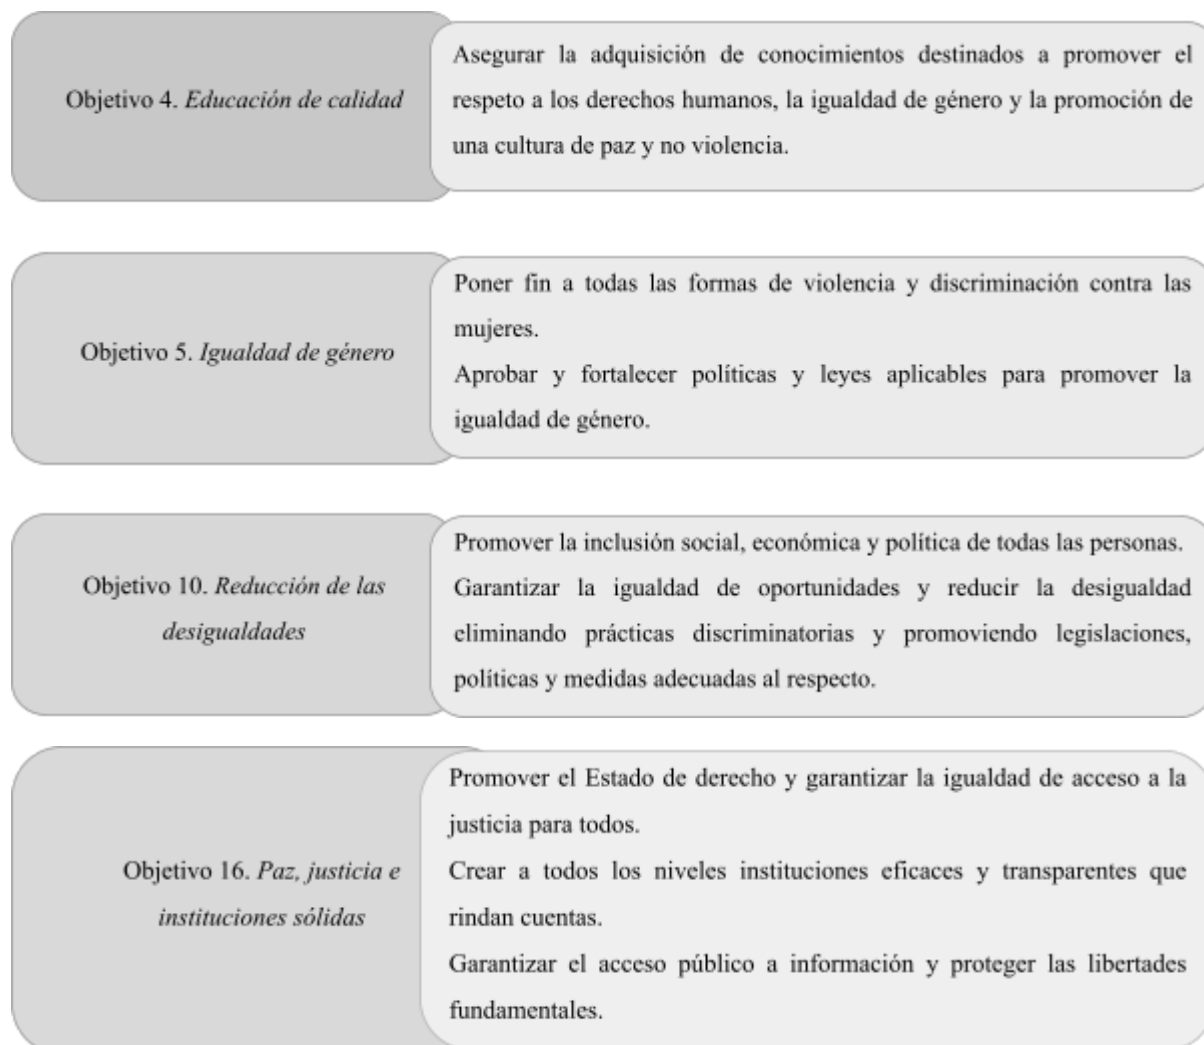 Objetivo 4. Educación de calidad
Asegurar la adquisición de conocimientos destinados a promover el
respeto a los derechos humanos, la igualdad de género y la promoción de
una cultura de paz y no violencia.
Objetivo 5. Igualdad de género
Poner fin a todas las formas de violencia y discriminación contra las
mujeres.
Aprobar y fortalecer políticas y leyes aplicables para promover la
igualdad de género.
Objetivo 10. Reducción de las
desigualdades
Promover la inclusión social, económica y política de todas las personas.
Garantizar la igualdad de oportunidades y reducir la desigualdad
eliminando prácticas discriminatorias y promoviendo legislaciones,
políticas y medidas adecuadas al respecto.
Objetivo 16. Paz, justicia e
instituciones sólidas
Promover el Estado de derecho y garantizar la igualdad de acceso a la
justicia para todos.
Crear a todos los niveles instituciones eficaces y transparentes que
rindan cuentas.
Garantizar el acceso público a información y proteger las libertades
fundamentales.